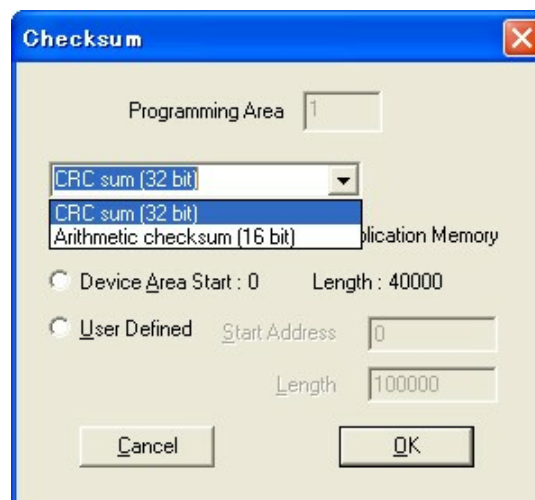 Checksum
Programming Area 1
CRC sum (32 bit)
CRC sum (32 bit)
Arithmetic checksum (16 bit)
Memory
Device Area Start : 0 Length : 40000
User Defined Start Address 0
Length 100000
Cancel OK